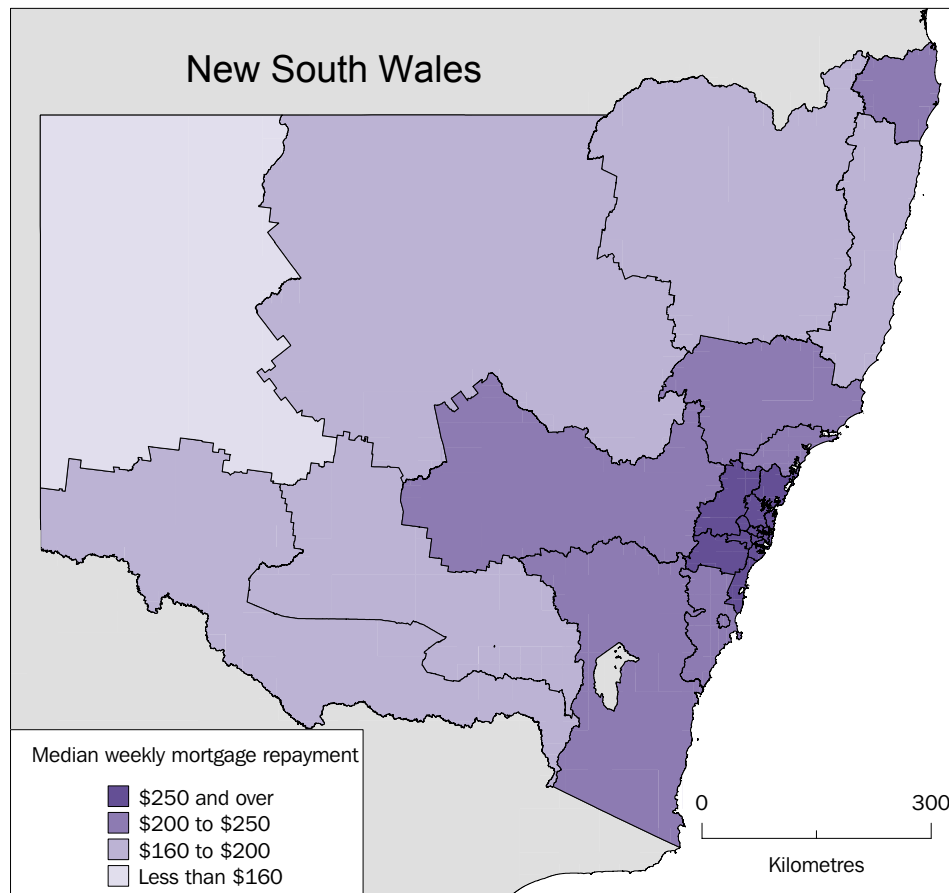 New South Wales
Median weekly mortgage repayment
$250 and over
$200 to $250
$160 to $200
Less than $160
0 300
Kilometres